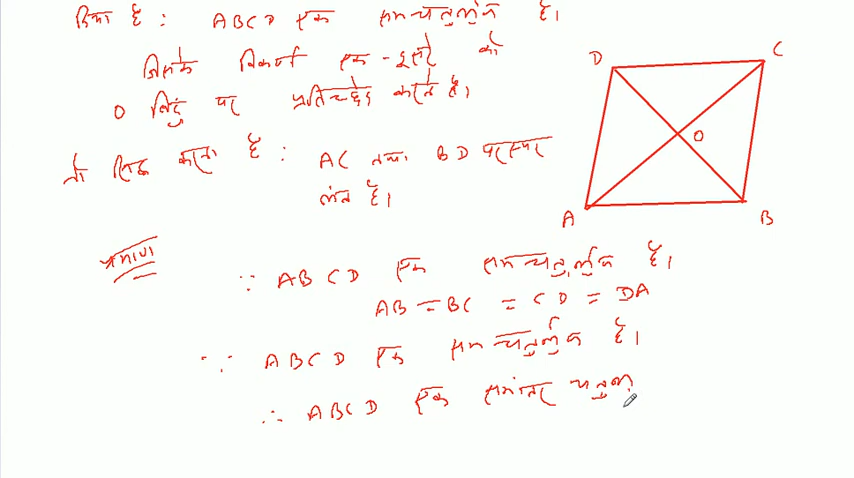 दिया है : ABCD एक समचतुर्भुज है।
जिसके विकर्ण एक-दूसरे को
O बिंदु पर प्रतिच्छेद करते है।
तो सिद्ध करना है : AC तथा BD परस्पर
लंब है।
D
C
O
A
B
प्रमाण
∵ ABCD एक समचतुर्भुज है।
AB = BC = CD = DA
∵ ABCD एक समचतुर्भुज है।
∴ ABCD एक समांतर चतुर्भु